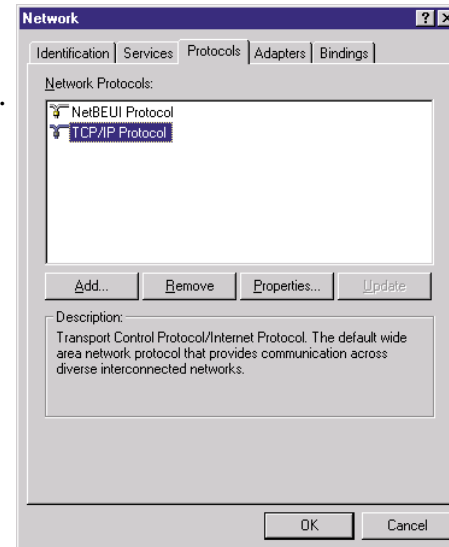 Network
Identification Services Protocols Adapters Bindings
Network Protocols:
NetBEUI Protocol
TCP/IP Protocol
Add... Remove Properties... Update
Description:
Transport Control Protocol/Internet Protocol. The default wide
area network protocol that provides communication across
diverse interconnected networks.
OK Cancel